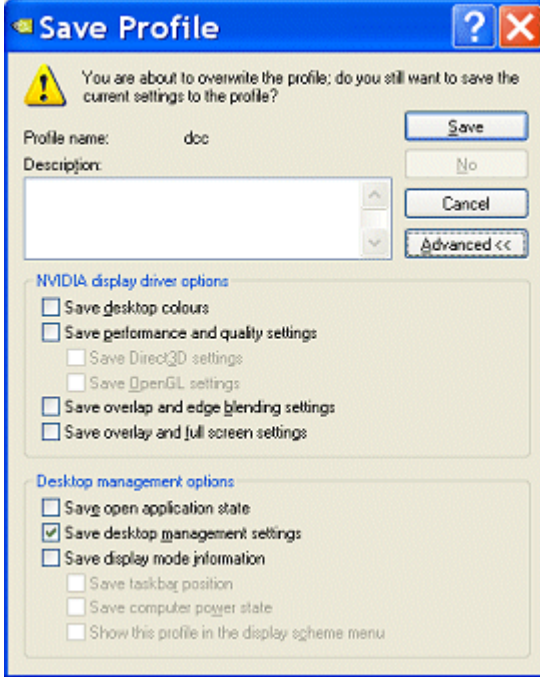 Save Profile
You are about to overwrite the profile; do you still want to save the
current settings to the profile?
Save
Profile name: dcc
No
Description:
Cancel
Advanced <<
NVIDIA display driver options
Save desktop colours
Save performance and quality settings
Save Direct3D settings
Save OpenGL settings
Save overlap and edge blending settings
Save overlay and full screen settings
Desktop management options
Save open application state
Save desktop management settings
Save display mode information
Save taskbar position
Save computer power state
Show this profile in the display scheme menu